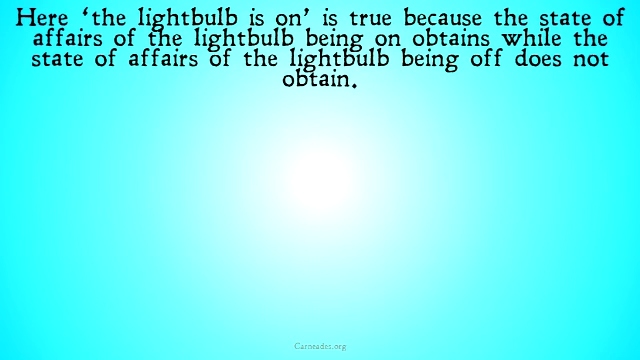 Here ‘the lightbulb is on’ is true because the state of
affairs of the lightbulb being on obtains while the
state of affairs of the lightbulb being off does not
obtain.
Carneades.org